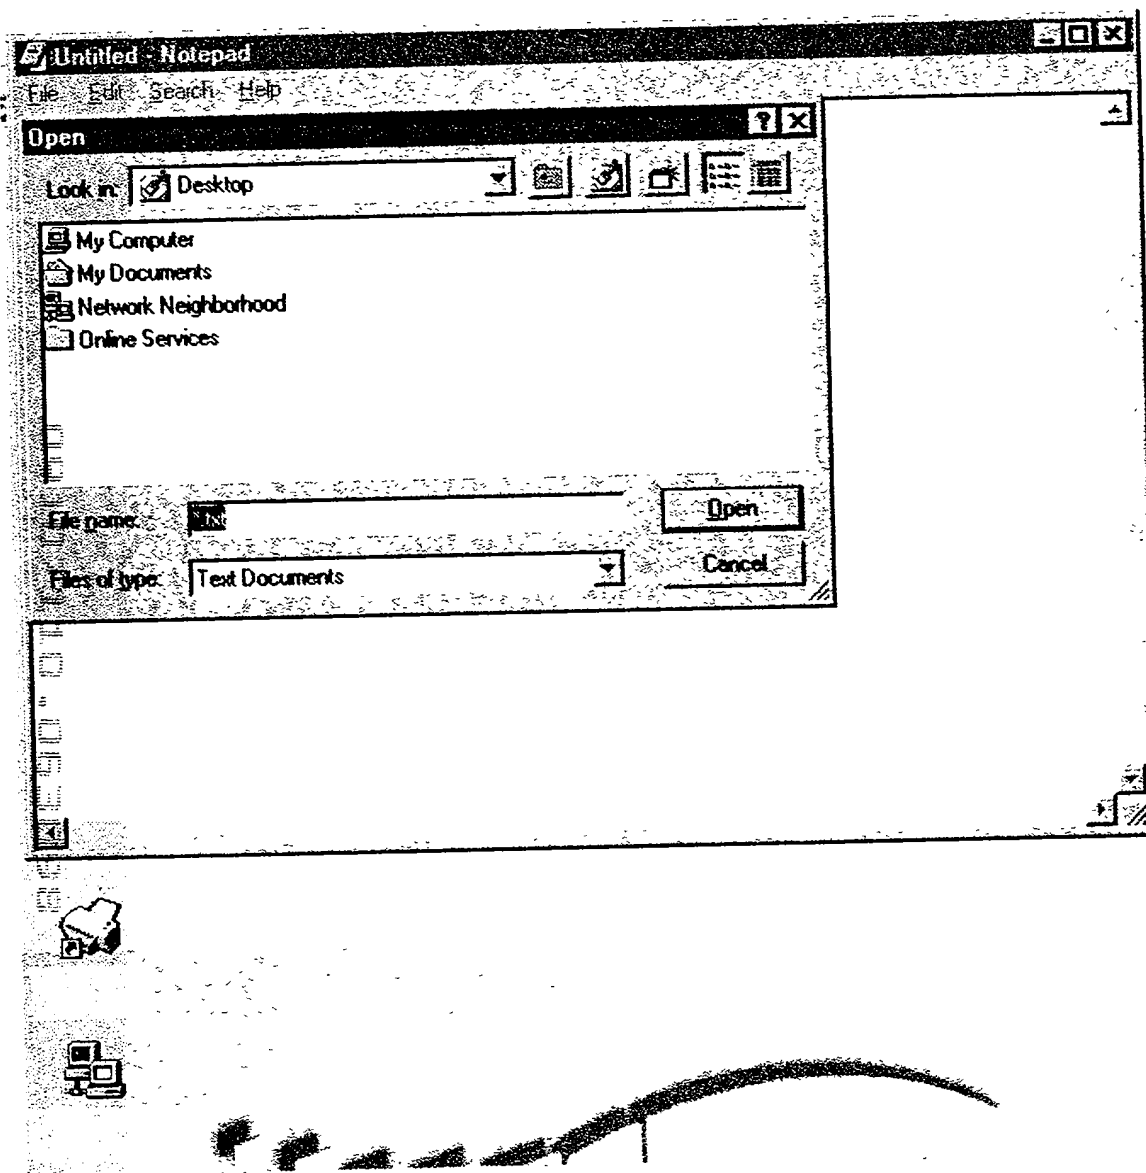 Untitled - Notepad
File Edit Search Help
Open
Look in: Desktop
My Computer
My Documents
Network Neighborhood
Online Services
File name:
Open
Files of type: Text Documents
Cancel